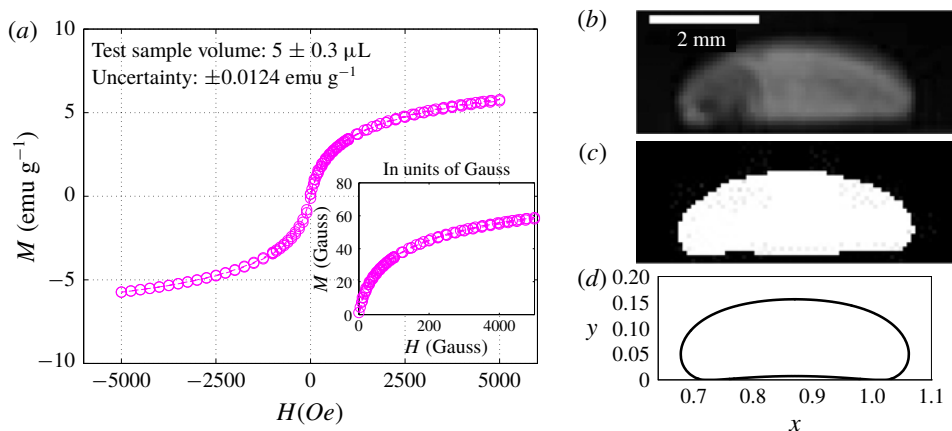 (a)
10
5
0
−5
−10
M (emu g⁻¹)
Test sample volume: 5 ± 0.3 μL
Uncertainty: ±0.0124 emu g⁻¹
−5000 −2500 0 2500 5000
H(Oe)
In units of Gauss
80
60
40
20
0
M (Gauss)
0 2000 4000
H (Gauss)
(b)
2 mm
(c)
(d)
0.20
0.15
0.10
0.05
0
y
0.7 0.8 0.9 1.0 1.1
x